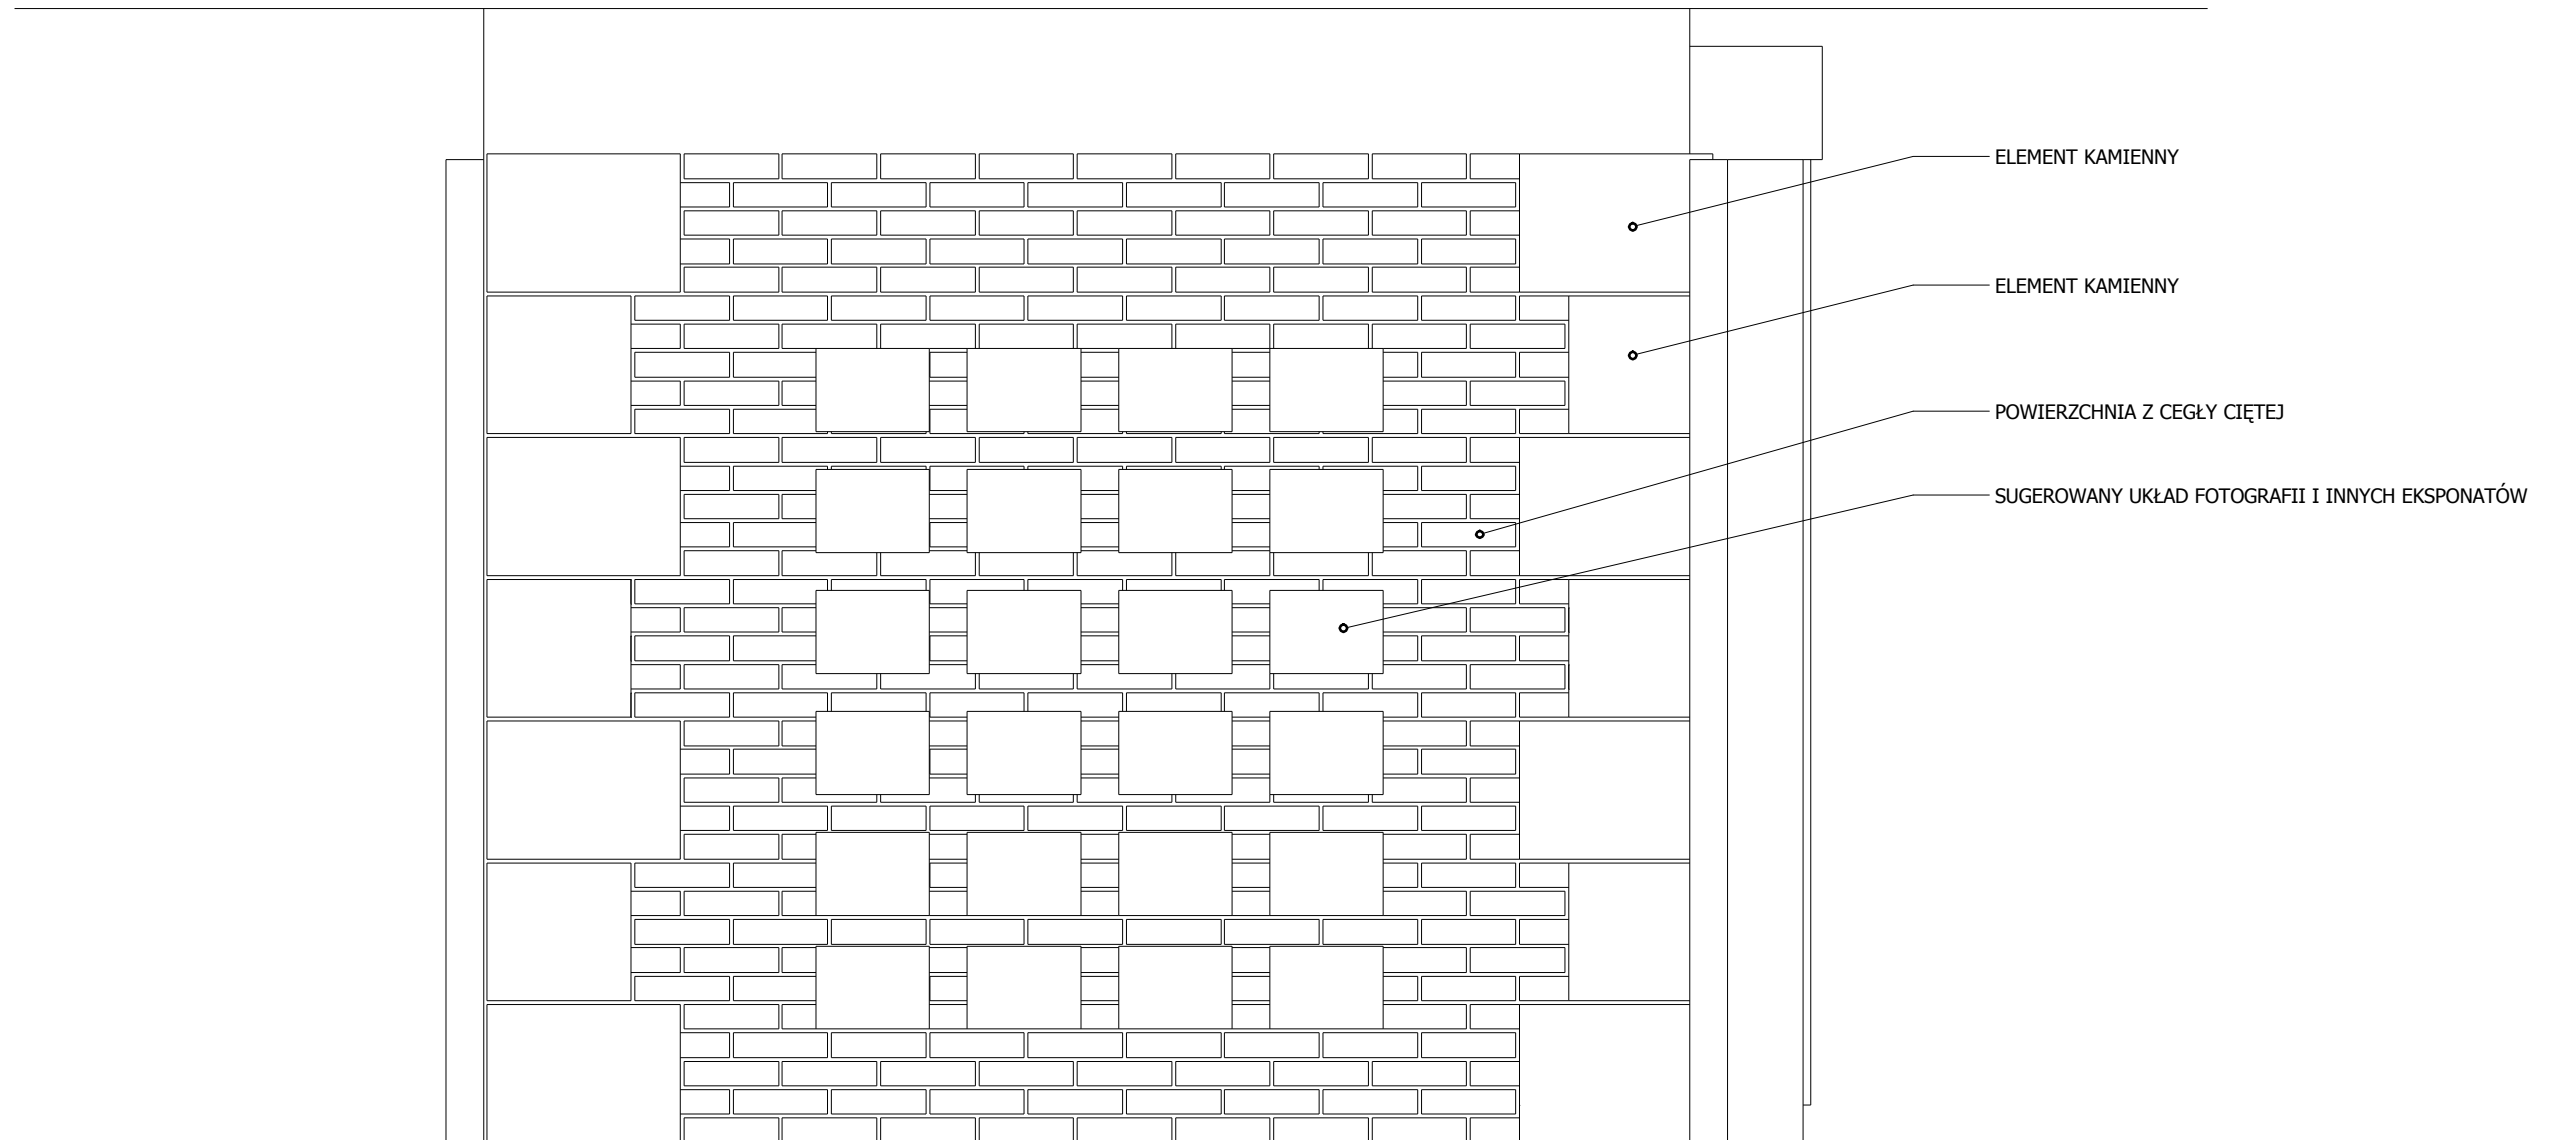 ELEMENT KAMIENNY
ELEMENT KAMIENNY
POWIERZCHNIA Z CEGŁY CIĘTEJ
SUGEROWANY UKŁAD FOTOGRAFII I INNYCH EKSPONATÓW